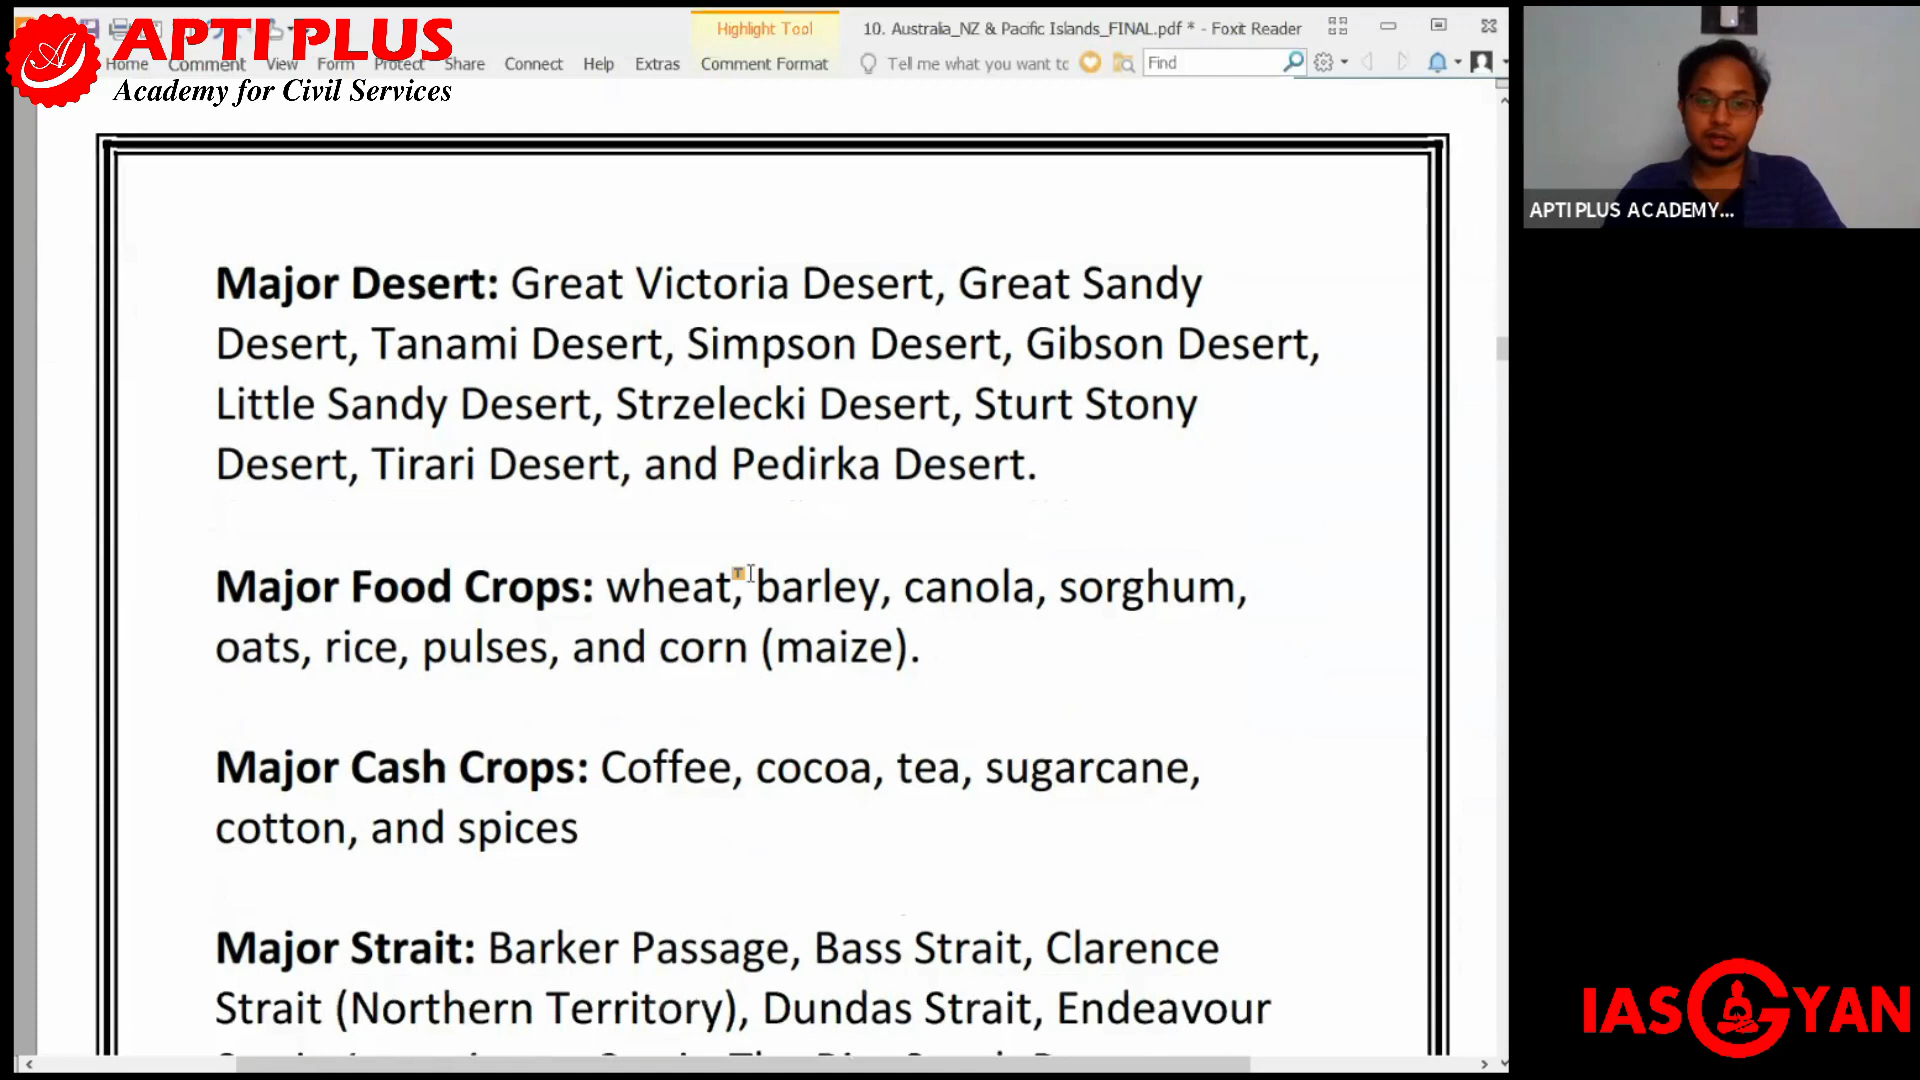 APTI PLUS
Academy for Civil Services
Highlight Tool
10. Australia_NZ & Pacific Islands_FINAL.pdf * - Foxit Reader
Home Comment View Form Protect Share Connect Help Extras Comment Format Tell me what you want to Find
APTI PLUS ACADEMY...
Major Desert: Great Victoria Desert, Great Sandy
Desert, Tanami Desert, Simpson Desert, Gibson Desert,
Little Sandy Desert, Strzelecki Desert, Sturt Stony
Desert, Tirari Desert, and Pedirka Desert.
Major Food Crops: wheat, barley, canola, sorghum,
oats, rice, pulses, and corn (maize).
Major Cash Crops: Coffee, cocoa, tea, sugarcane,
cotton, and spices
Major Strait: Barker Passage, Bass Strait, Clarence
Strait (Northern Territory), Dundas Strait, Endeavour
IAS GYAN